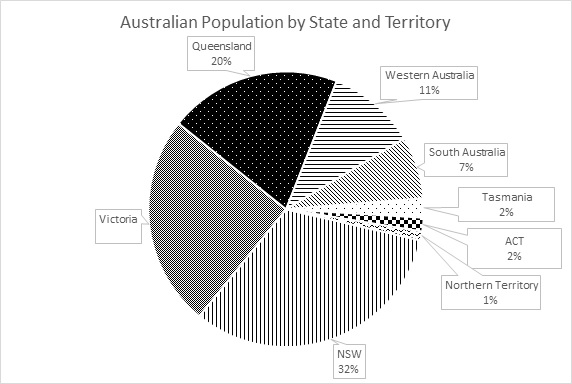 Australian Population by State and Territory
Queensland
20%
Western Australia
11%
South Australia
7%
Tasmania
2%
ACT
2%
Northern Territory
1%
NSW
32%
Victoria